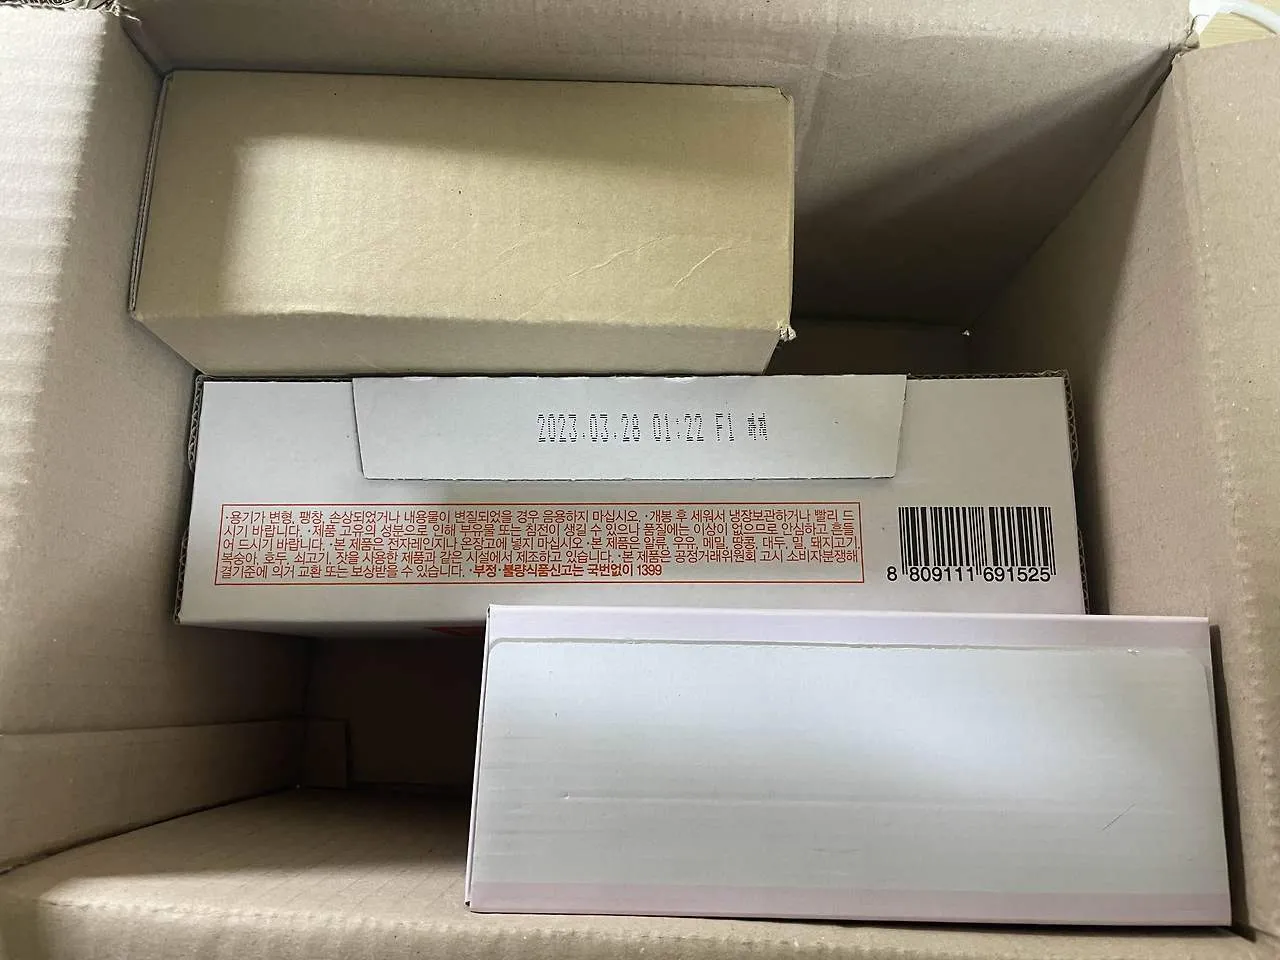 2023.03.28 01:22 F1
·용기가 변형, 팽창, 손상되었거나 내용물이 변질되었을 경우 음용하지 마십시오. ·개봉 후 세워서 냉장보관하거나 빨리 드
시기 바랍니다. ·제품 고유의 성분으로 인해 부유물 또는 침전이 생길 수 있으나 품질에는 이상이 없으므로 안심하고 흔들
어 드시기 바랍니다. ·본 제품은 전자레인지나 온장고에 넣지 마십시오. ·본 제품은 알류, 우유, 메밀, 땅콩, 대두, 밀, 돼지고기,
복숭아, 호두, 쇠고기, 잣을 사용한 제품과 같은 시설에서 제조하고 있습니다. ·본 제품은 공정거래위원회 고시 소비자분쟁해
결기준에 의거 교환 또는 보상받을 수 있습니다. ·부정·불량식품신고는 국번없이 1399
8 809111 691525